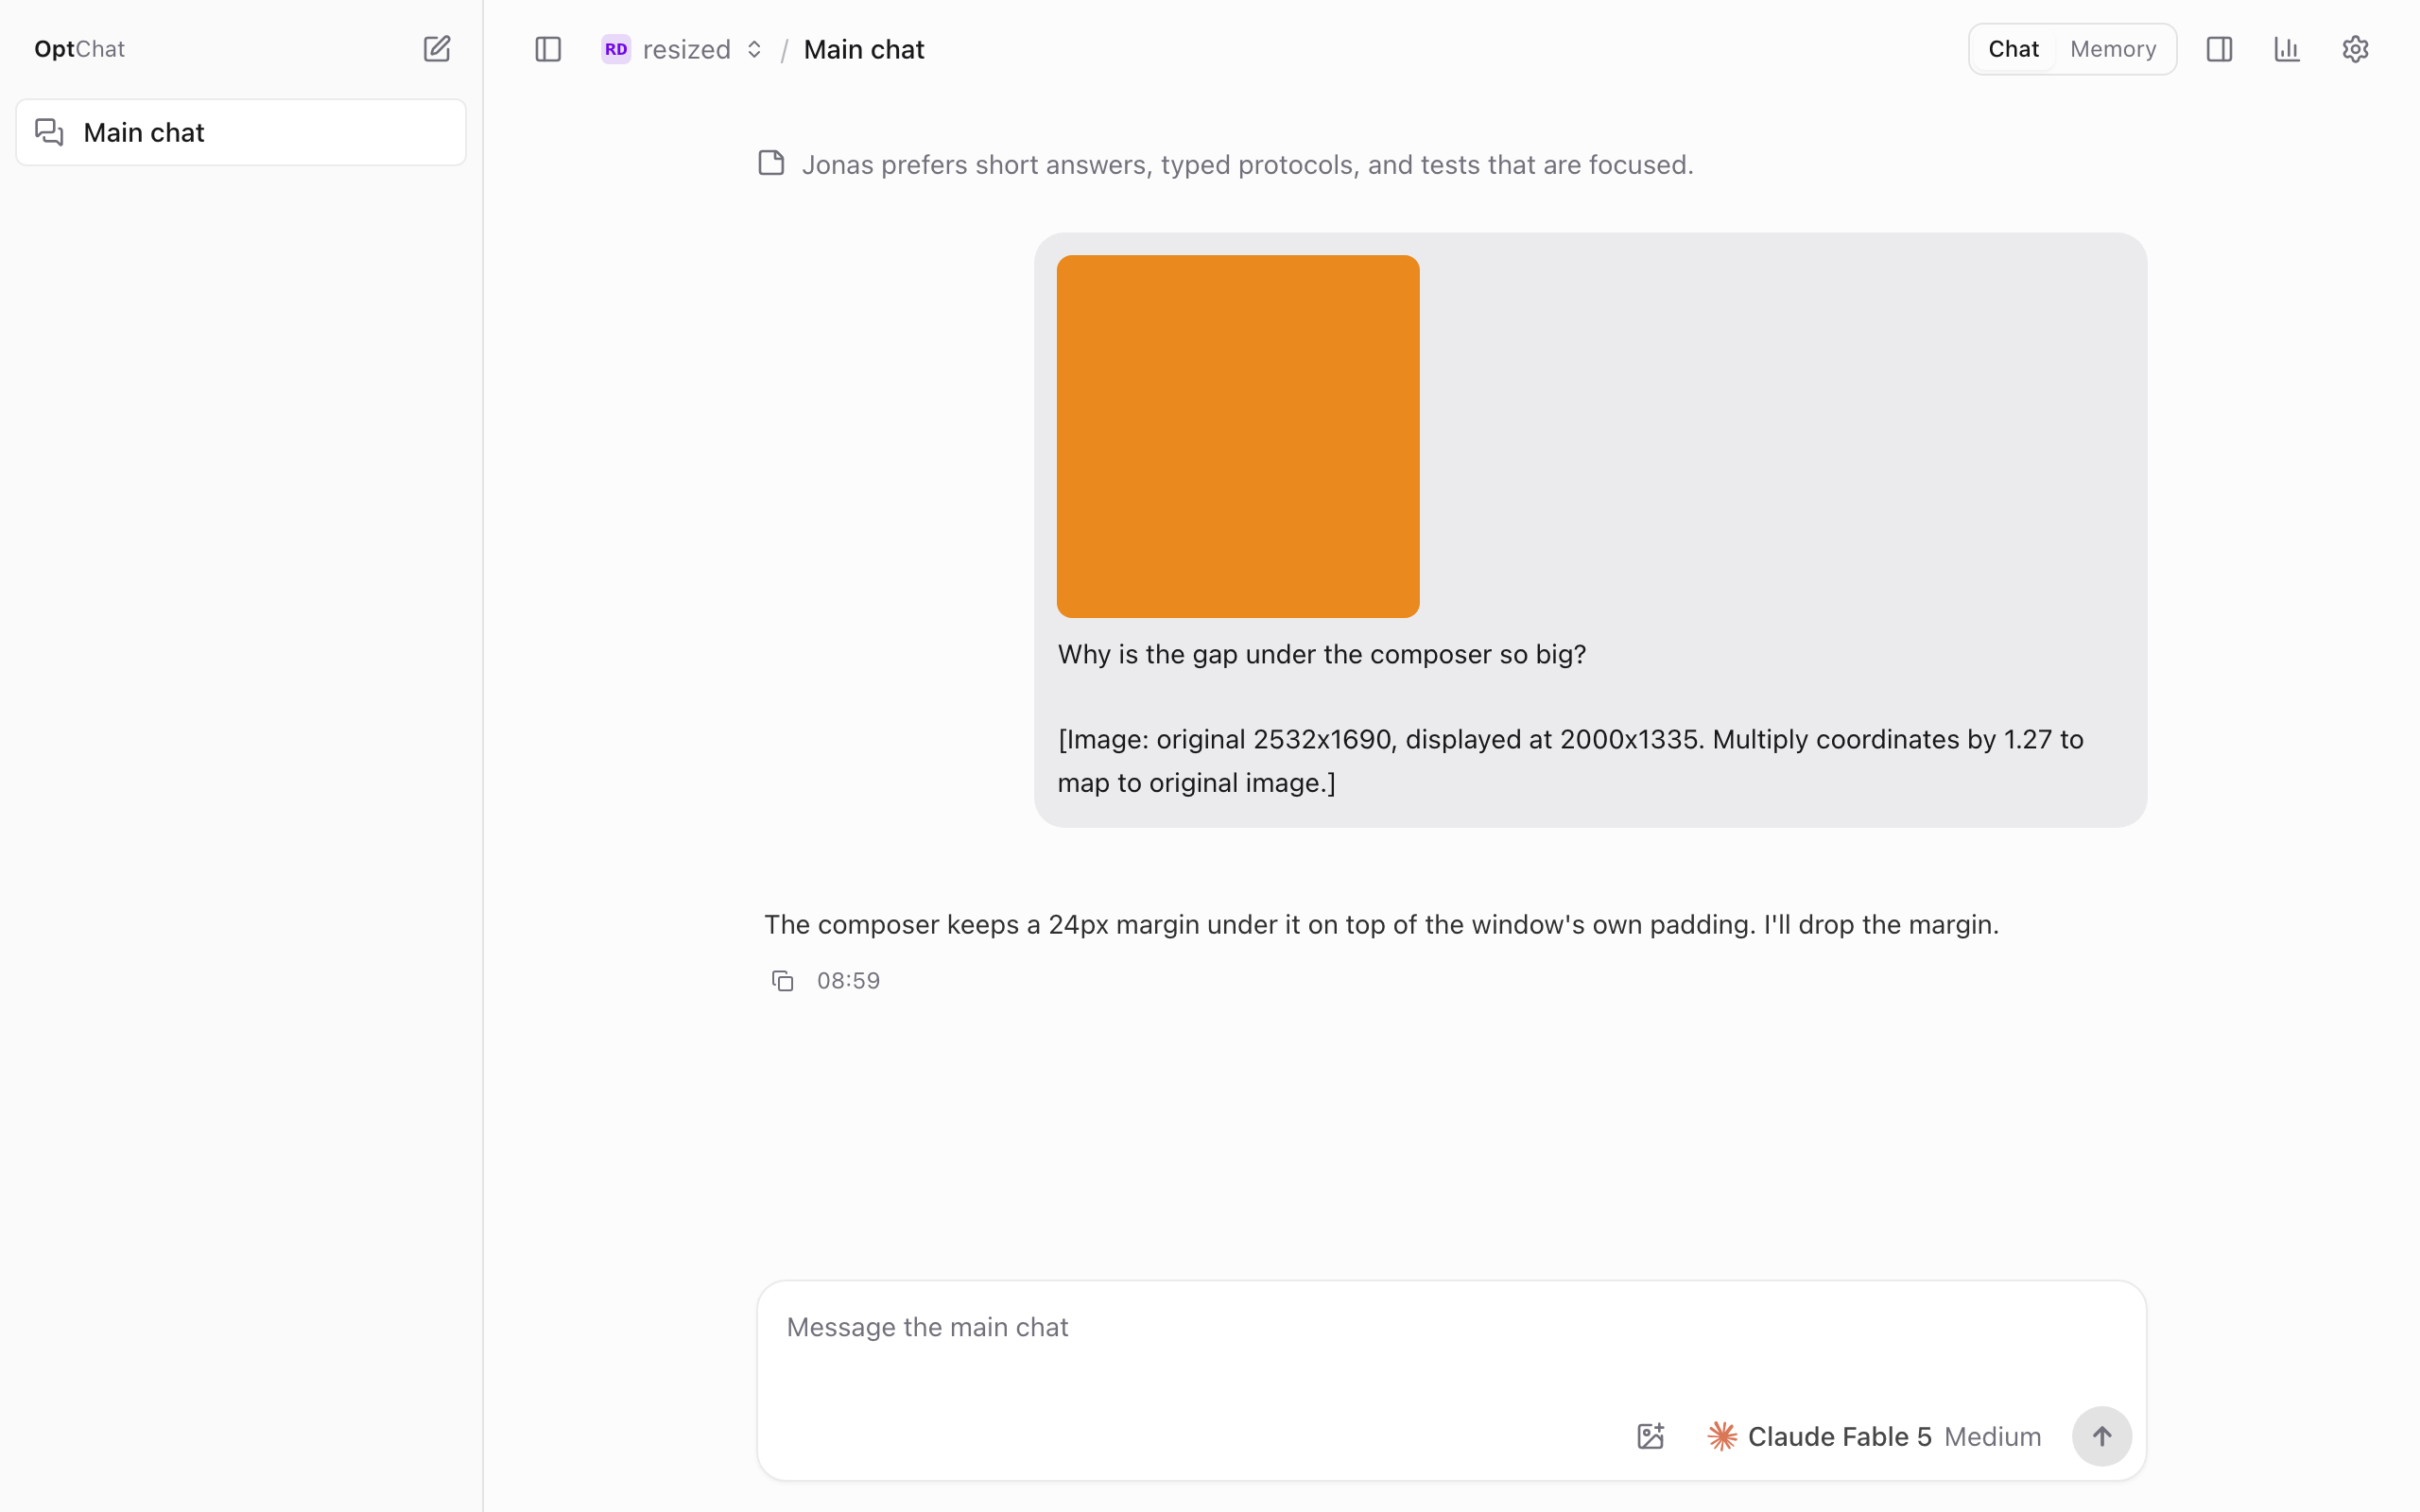 OptChat
Main chat
RD resized / Main chat
Chat Memory
Jonas prefers short answers, typed protocols, and tests that are focused.
Why is the gap under the composer so big?
[Image: original 2532x1690, displayed at 2000x1335. Multiply coordinates by 1.27 to
map to original image.]
The composer keeps a 24px margin under it on top of the window's own padding. I'll drop the margin.
08:59
Message the main chat
Claude Fable 5 Medium